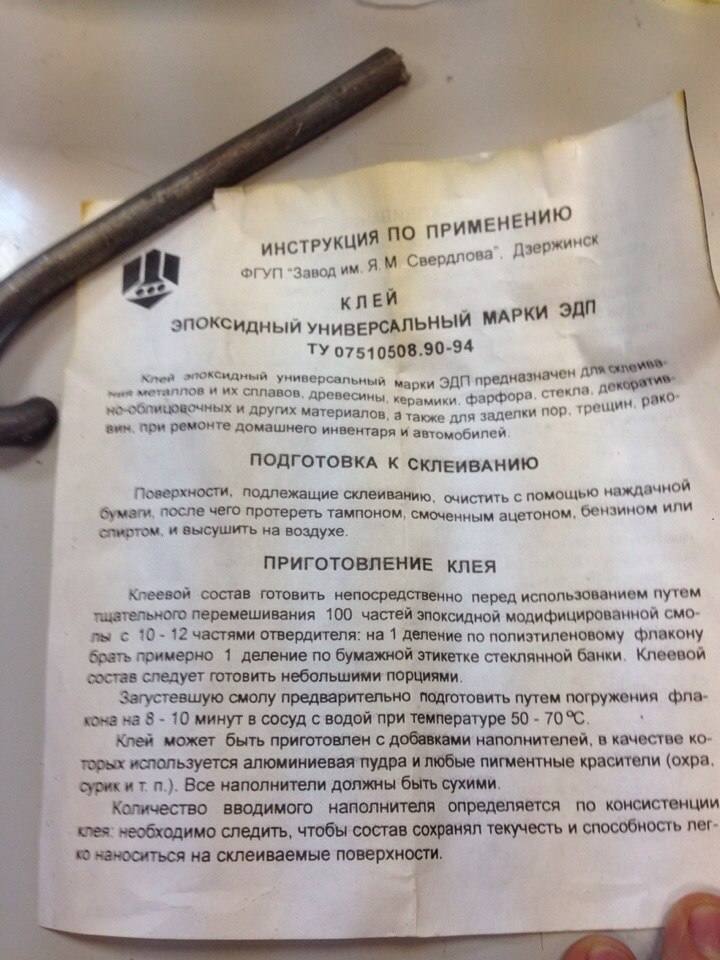 ИНСТРУКЦИЯ ПО ПРИМЕНЕНИЮ
ФГУП "Завод им. Я.М. Свердлова". Дзержинск
КЛЕЙ
ЭПОКСИДНЫЙ УНИВЕРСАЛЬНЫЙ МАРКИ ЭДП
ТУ 07510508.90-94
Клей эпоксидный универсальный марки ЭДП предназначен для склеива-
ния металлов и их сплавов, древесины, керамики, фарфора, стекла, декоратив-
но-облицовочных и других материалов, а также для заделки пор, трещин, рако-
вин, при ремонте домашнего инвентаря и автомобилей.
ПОДГОТОВКА К СКЛЕИВАНИЮ
Поверхности, подлежащие склеиванию, очистить с помощью наждачной
бумаги, после чего протереть тампоном, смоченным ацетоном, бензином или
спиртом, и высушить на воздухе.
ПРИГОТОВЛЕНИЕ КЛЕЯ
Клеевой состав готовить непосредственно перед использованием путем
тщательного перемешивания 100 частей эпоксидной модифицированной смо-
лы с 10 - 12 частями отвердителя: на 1 деление по полиэтиленовому флакону
брать примерно 1 деление по бумажной этикетке стеклянной банки. Клеевой
состав следует готовить небольшими порциями.
Загустевшую смолу предварительно подготовить путем погружения фла-
кона на 8 - 10 минут в сосуд с водой при температуре 50 - 70 °С.
Клей может быть приготовлен с добавками наполнителей, в качестве ко-
торых используется алюминиевая пудра и любые пигментные красители (охра,
сурик и т. п.). Все наполнители должны быть сухими.
Количество вводимого наполнителя определяется по консистенции
клея: необходимо следить, чтобы состав сохранял текучесть и способность лег-
ко наноситься на склеиваемые поверхности.